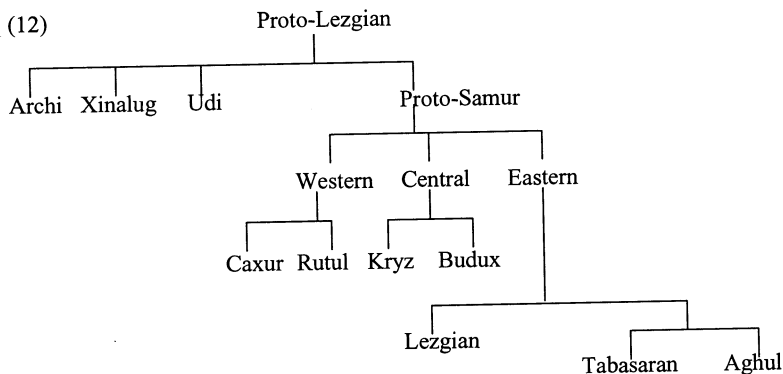 (12) Proto-Lezgian
Archi Xinalug Udi Proto-Samur
Western Central Eastern
Caxur Rutul Kryz Budux
Lezgian
Tabasaran Aghul